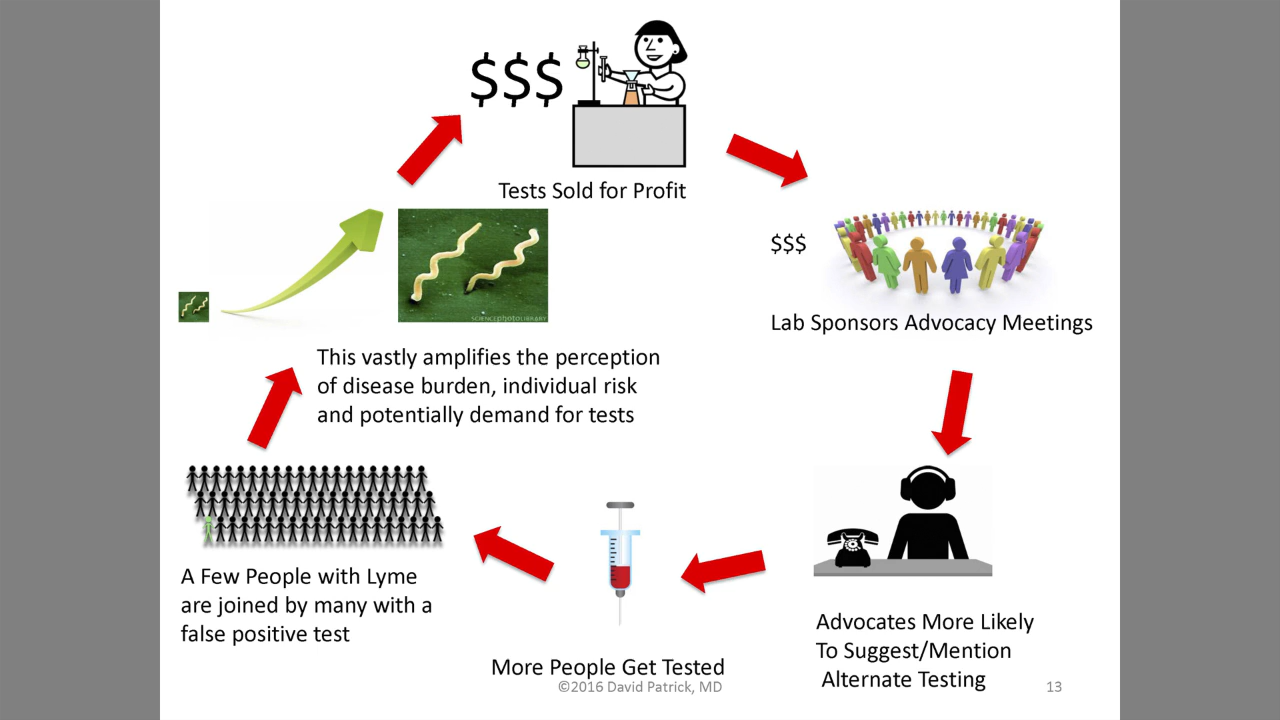 $$$
Tests Sold for Profit
$$$
Lab Sponsors Advocacy Meetings
SCIENCEphotoLIBRARY
This vastly amplifies the perception
of disease burden, individual risk
and potentially demand for tests
A Few People with Lyme
are joined by many with a
false positive test
Advocates More Likely
To Suggest/Mention
Alternate Testing
More People Get Tested
©2016 David Patrick, MD
13